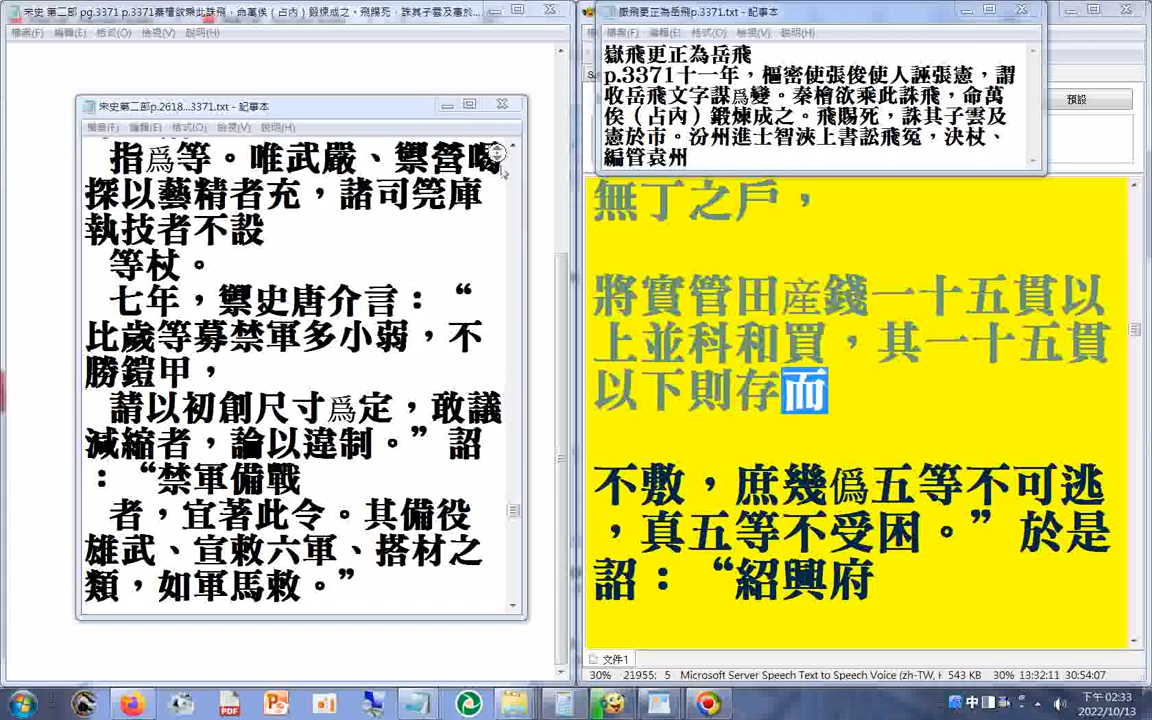 宋史 第二部 pg.3371 p.3371秦檜欲乘此誅飛，命萬俟（占內）鍛煉成之。飛賜死，誅其子雲及憲於...
檔案(F) 編輯(E) 格式(O) 檢視(V) 說明(H)
宋史第二部p.2618...3371.txt - 記事本
檔案(F) 編輯(E) 格式(O) 檢視(V) 說明(H)
指爲等。唯武嚴、禦營喝
探以藝精者充，諸司筦庫
執技者不設
等杖。
七年，禦史唐介言：“
比歲等募禁軍多小弱，不
勝鎧甲，
請以初創尺寸爲定，敢議
減縮者，論以違制。”詔
：“禁軍備戰
者，宜著此令。其備役
雄武、宣敕六軍、搭材之
類，如軍馬敕。”
嶽飛更正為岳飛p.3371.txt - 記事本
檔案(F) 編輯(E) 格式(O) 檢視(V) 說明(H)
嶽飛更正為岳飛
p.3371十一年，樞密使張俊使人誣張憲，謂
收岳飛文字謀爲變。秦檜欲乘此誅飛，命萬
俟（占內）鍛煉成之。飛賜死，誅其子雲及
憲於市。汾州進士智浹上書訟飛冤，決杖、
編管袁州
預設
無丁之戶，
將實管田産錢一十五貫以
上並科和買，其一十五貫
以下則存而
不敷，庶幾僞五等不可逃
，真五等不受困。”於是
詔：“紹興府
文件1
30% 21955: 5 Microsoft Server Speech Text to Speech Voice (zh-TW, H 543 KB 30% 13:32:11 30:54:07
中
下午 02:33
2022/10/13